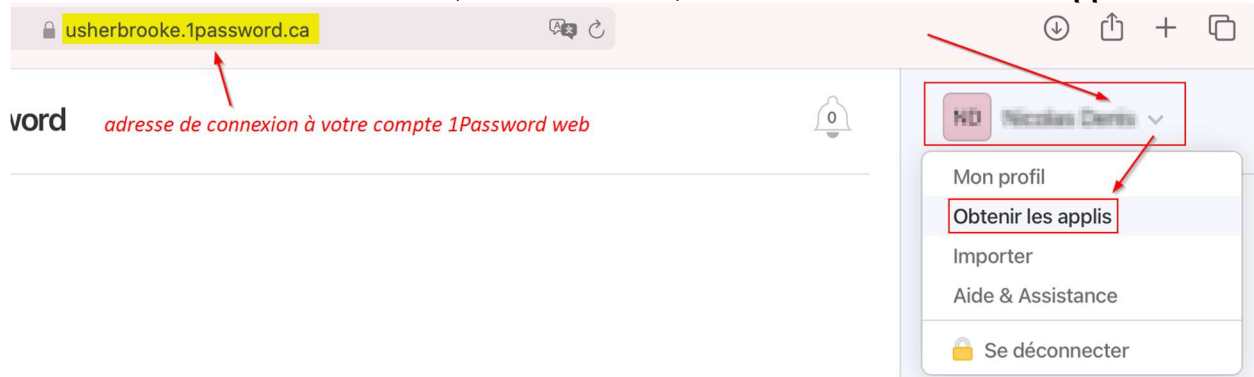 usherbrooke.1password.ca
word adresse de connexion à votre compte 1Password web 0 ND
Mon profil
Obtenir les applis
Importer
Aide & Assistance
Se déconnecter